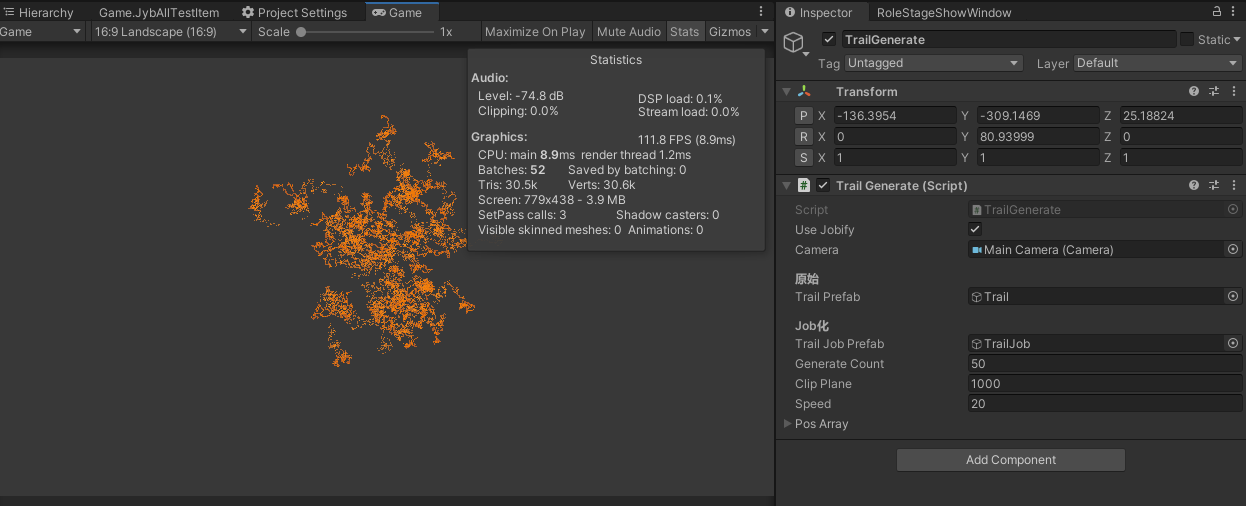 Hierarchy Game.JybAllTestItem Project Settings Game
Game 16:9 Landscape (16:9) Scale 1x Maximize On Play Mute Audio Stats Gizmos
Statistics
Audio:
Level: -74.8 dB DSP load: 0.1%
Clipping: 0.0% Stream load: 0.0%
Graphics: 111.8 FPS (8.9ms)
CPU: main 8.9ms render thread 1.2ms
Batches: 52 Saved by batching: 0
Tris: 30.5k Verts: 30.6k
Screen: 779x438 - 3.9 MB
SetPass calls: 3 Shadow casters: 0
Visible skinned meshes: 0 Animations: 0
Inspector RoleStageShowWindow
TrailGenerate Static
Tag Untagged Layer Default
Transform
P X -136.3954 Y -309.1469 Z 25.18824
R X 0 Y 80.93999 Z 0
S X 1 Y 1 Z 1
# Trail Generate (Script)
Script TrailGenerate
Use Jobify
Camera Main Camera (Camera)
原始
Trail Prefab Trail
Job化
Trail Job Prefab TrailJob
Generate Count 50
Clip Plane 1000
Speed 20
Pos Array
Add Component